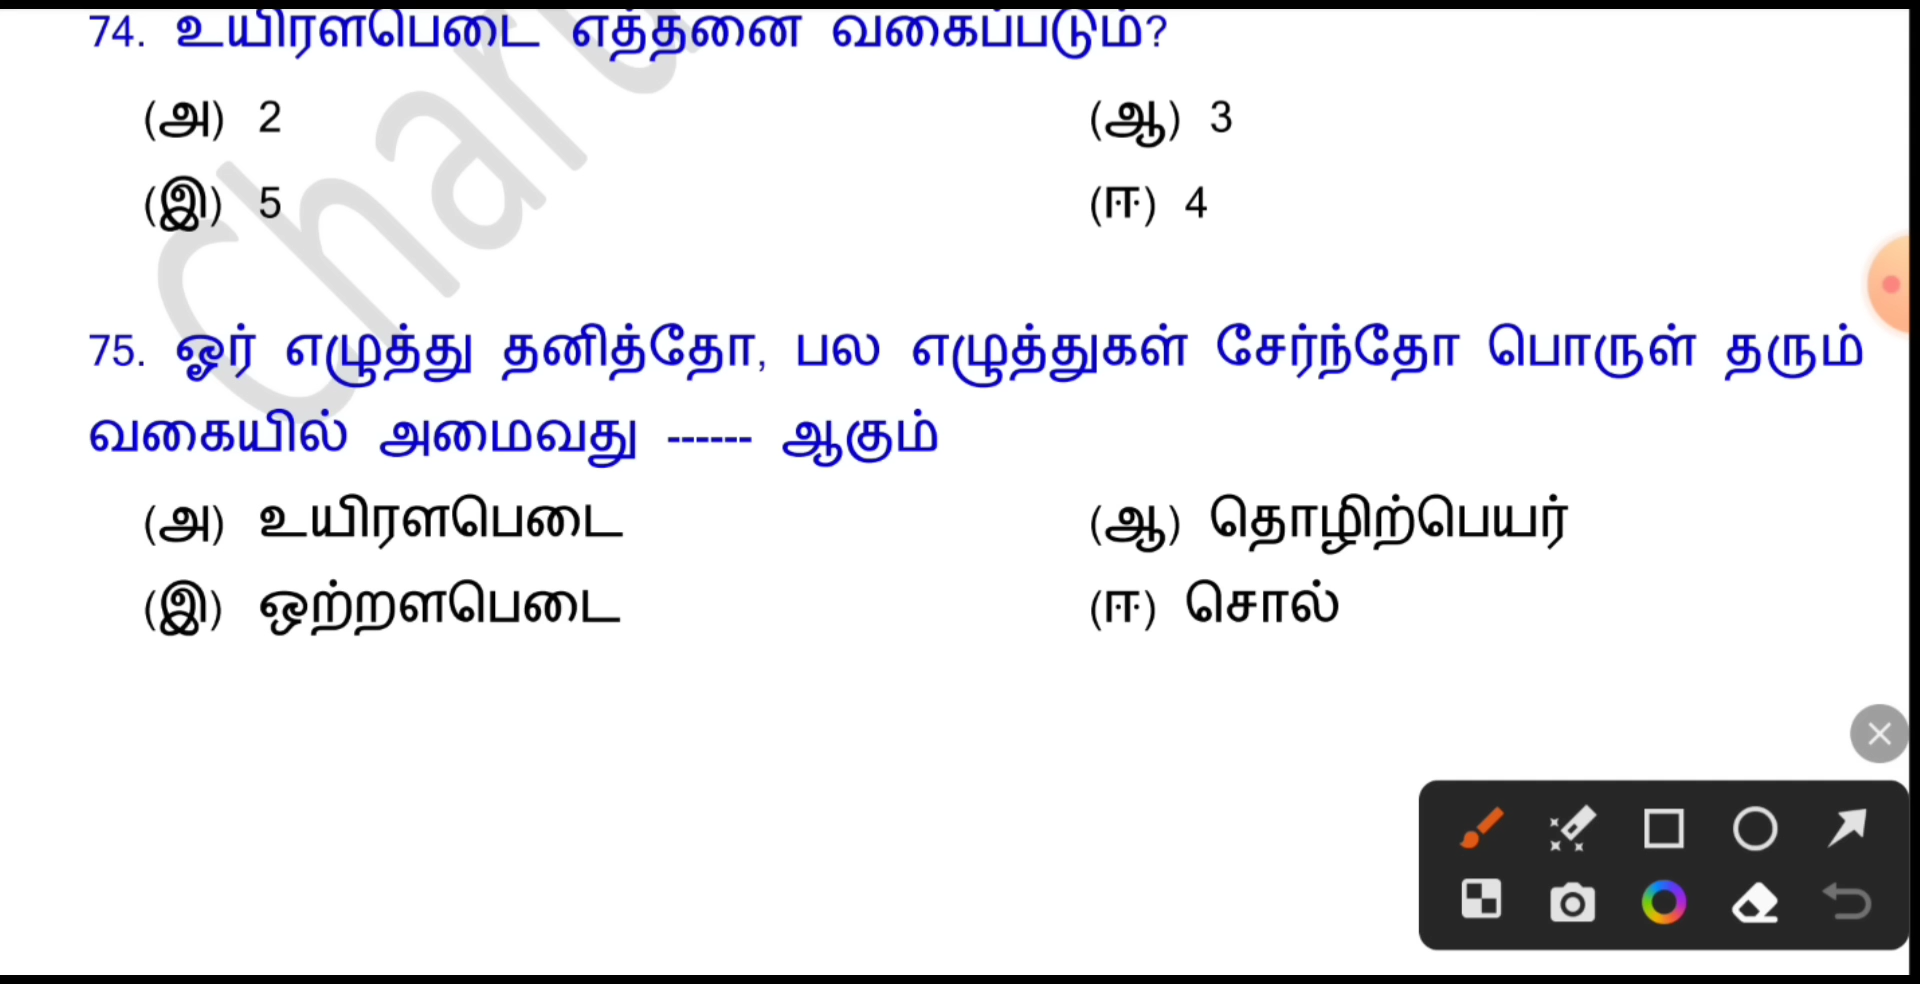 74. உயிரளபெடை எத்தனை வகைப்படும்?
(அ) 2 (ஆ) 3
(இ) 5 (ஈ) 4
75. ஓர் எழுத்து தனித்தோ, பல எழுத்துகள் சேர்ந்தோ பொருள் தரும்
வகையில் அமைவது ------ ஆகும்
(அ) உயிரளபெடை (ஆ) தொழிற்பெயர்
(இ) ஒற்றளபெடை (ஈ) சொல்